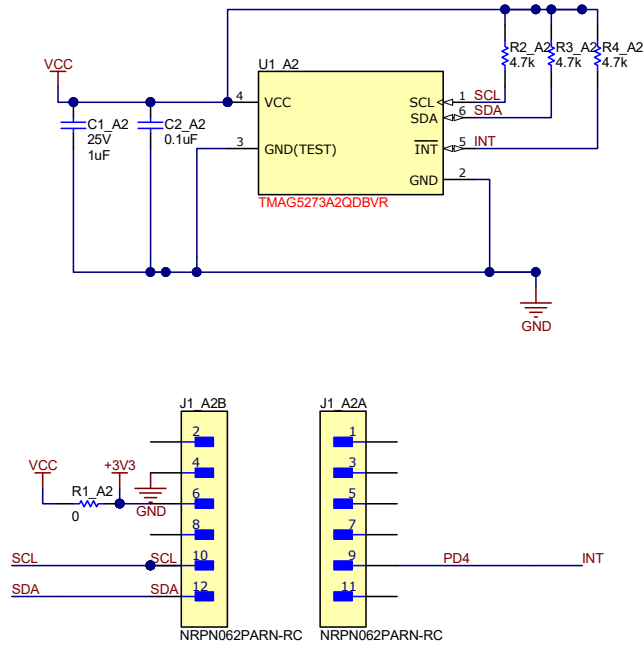 R2_A2 R3_A2 R4_A2
4.7k 4.7k 4.7k
VCC
U1_A2
4 VCC
SCL 1 SCL
SDA 6 SDA
C1_A2
25V
1uF
C2_A2
0.1uF
3 GND(TEST)
INT 5 INT
GND 2
TMAG5273A2QDBVR
GND
J1_A2B
J1_A2A
2
1
4
3
VCC
+3V3
R1_A2
0
GND
6
5
8
7
SCL SCL 10
9 PD4 INT
SDA SDA 12
11
NRPN062PARN-RC
NRPN062PARN-RC